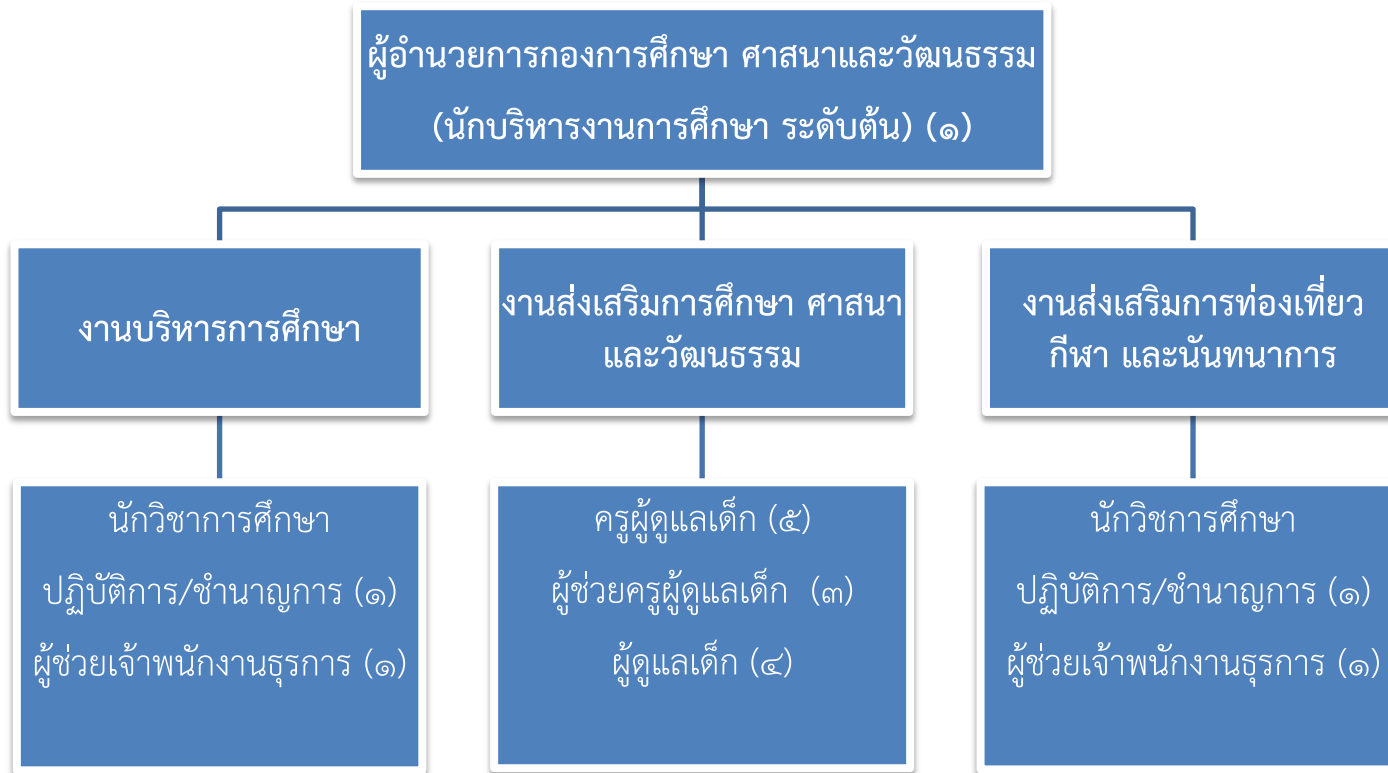 ผู้อำนวยการกองการศึกษา ศาสนาและวัฒนธรรม
(นักบริหารงานการศึกษา ระดับต้น) (๑)
งานบริหารการศึกษา
งานส่งเสริมการศึกษา ศาสนา
และวัฒนธรรม
งานส่งเสริมการท่องเที่ยว
กีฬา และนันทนาการ
นักวิชาการศึกษา
ปฏิบัติการ/ชำนาญการ (๑)
ผู้ช่วยเจ้าพนักงานธุรการ (๑)
ครูผู้ดูแลเด็ก (๕)
ผู้ช่วยครูผู้ดูแลเด็ก (๓)
ผู้ดูแลเด็ก (๔)
นักวิชการศึกษา
ปฏิบัติการ/ชำนาญการ (๑)
ผู้ช่วยเจ้าพนักงานธุรการ (๑)